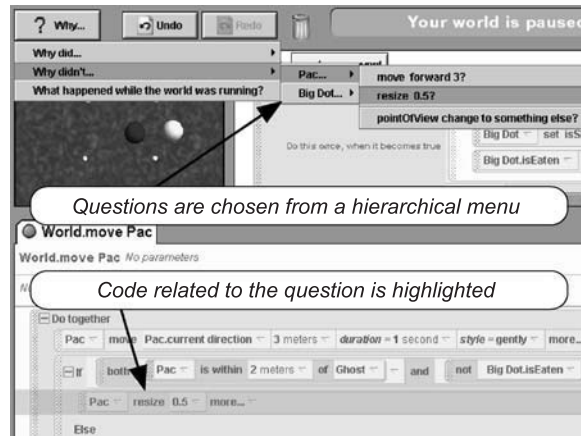 ? Why... Undo Redo Your world is paused
Why did...
Why didn't... Pac... move forward 3?
What happened while the world was running? Big Dot... resize 0.5?
pointOfView change to something else?
Big Dot set isS
Do this once, when it becomes true
Big Dot.isEaten
Questions are chosen from a hierarchical menu
World.move Pac
World.move Pac No parameters
Code related to the question is highlighted
Do together
Pac move Pac.current direction 3 meters duration = 1 second style = gently more..
If both Pac is within 2 meters of Ghost and not Big Dot.isEaten
Pac resize 0.5 more...
Else